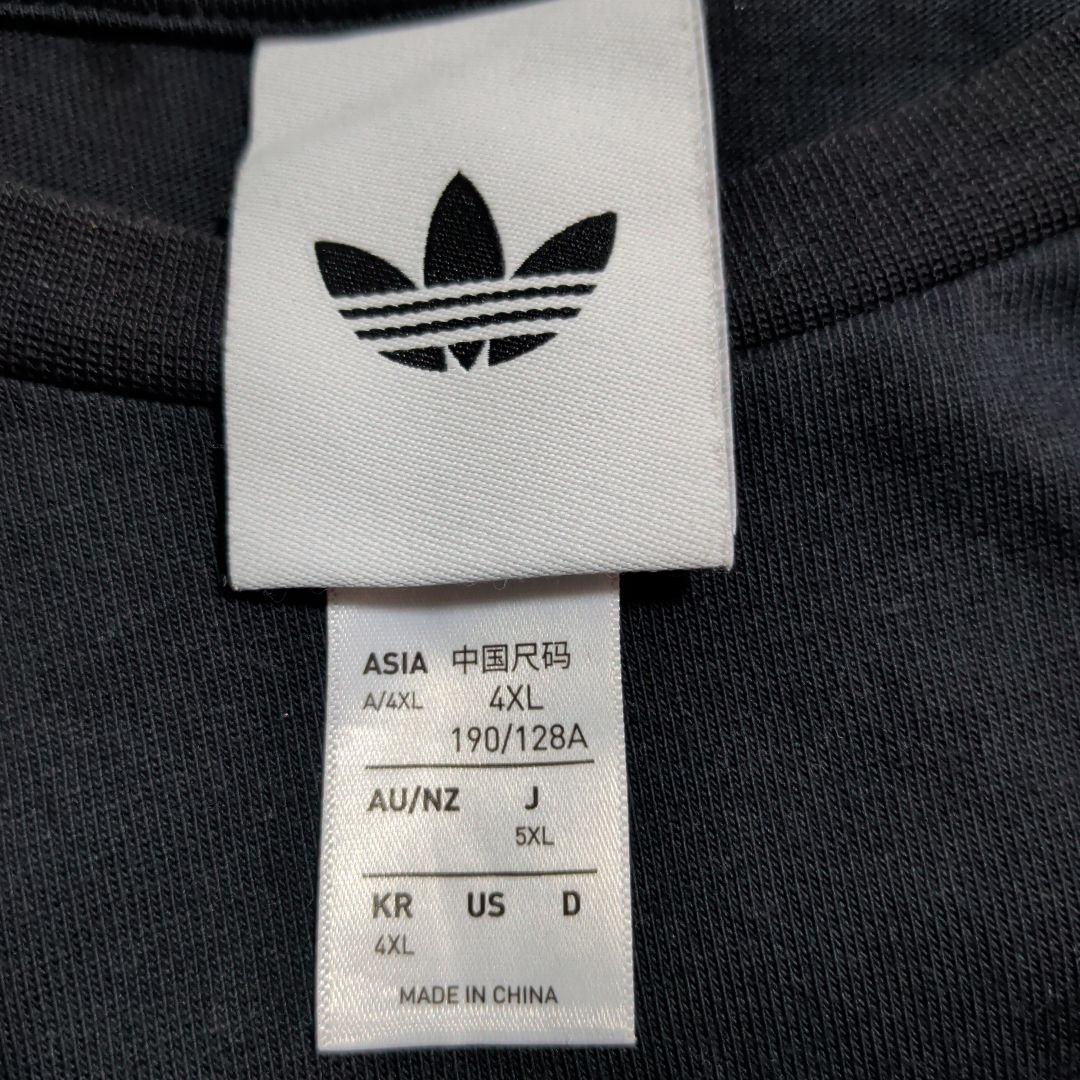 ASIA 中国尺码
A/4XL 4XL
190/128A
AU/NZ J
5XL
KR US D
4XL
MADE IN CHINA